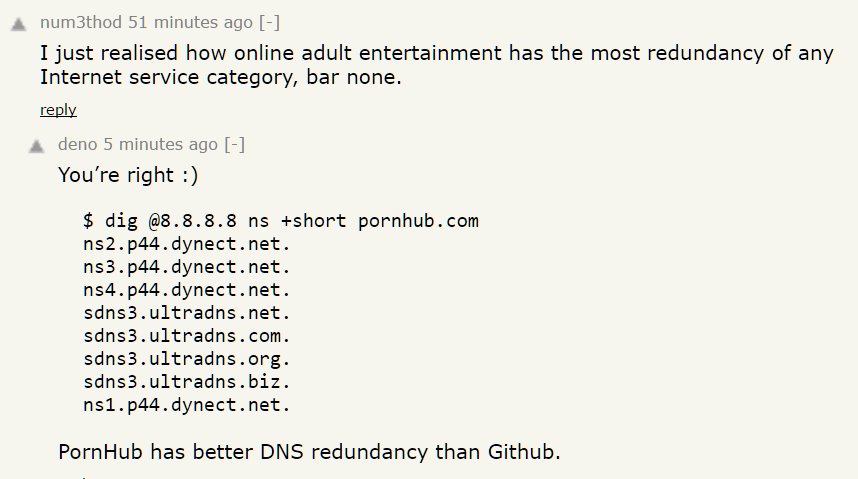 num3thod 51 minutes ago [-]
I just realised how online adult entertainment has the most redundancy of any
Internet service category, bar none.
reply
deno 5 minutes ago [-]
You’re right :)
$ dig @8.8.8.8 ns +short pornhub.com
ns2.p44.dynect.net.
ns3.p44.dynect.net.
ns4.p44.dynect.net.
sdns3.ultradns.net.
sdns3.ultradns.com.
sdns3.ultradns.org.
sdns3.ultradns.biz.
ns1.p44.dynect.net.
PornHub has better DNS redundancy than Github.